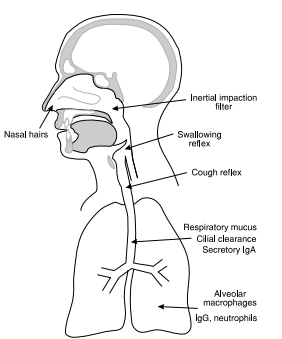 Inertial impaction
filter
Nasal hairs
Swallowing
reflex
Cough reflex
Respiratory mucus
Cilial clearance
Secretory IgA
Alveolar
macrophages
IgG, neutrophils